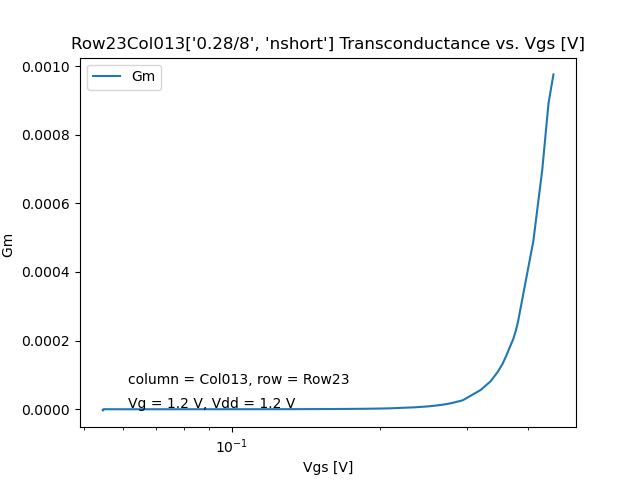 Row23Col013['0.28/8', 'nshort'] Transconductance vs. Vgs [V]
Gm
0.0010
0.0008
0.0006
0.0004
0.0002
0.0000
Gm
column = Col013, row = Row23
Vg = 1.2 V, Vdd = 1.2 V
10⁻¹
Vgs [V]